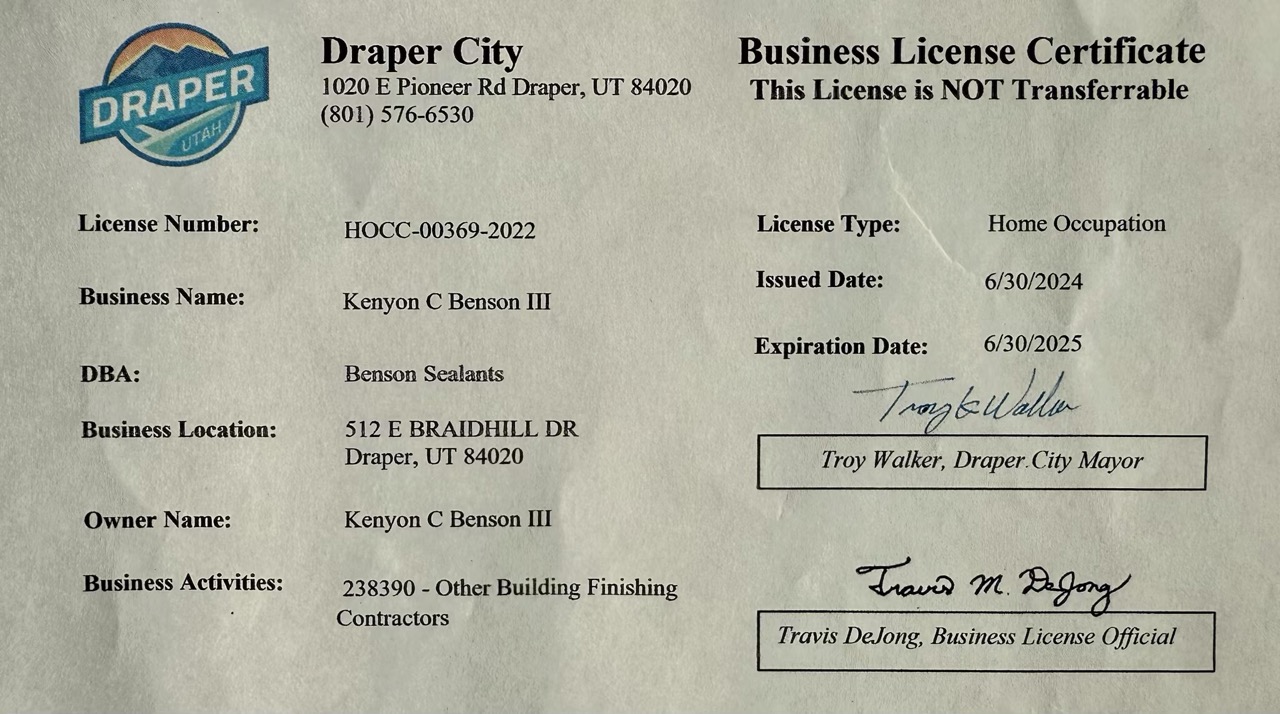 DRAPER
UTAH
Draper City
1020 E Pioneer Rd Draper, UT 84020
(801) 576-6530
Business License Certificate
This License is NOT Transferrable
License Number: HOCC-00369-2022
Business Name: Kenyon C Benson III
DBA: Benson Sealants
Business Location: 512 E BRAIDHILL DR
Draper, UT 84020
Owner Name: Kenyon C Benson III
Business Activities: 238390 - Other Building Finishing
Contractors
License Type: Home Occupation
Issued Date: 6/30/2024
Expiration Date: 6/30/2025
Troy K Walker
Troy Walker, Draper City Mayor
Travis M. DeJong
Travis DeJong, Business License Official